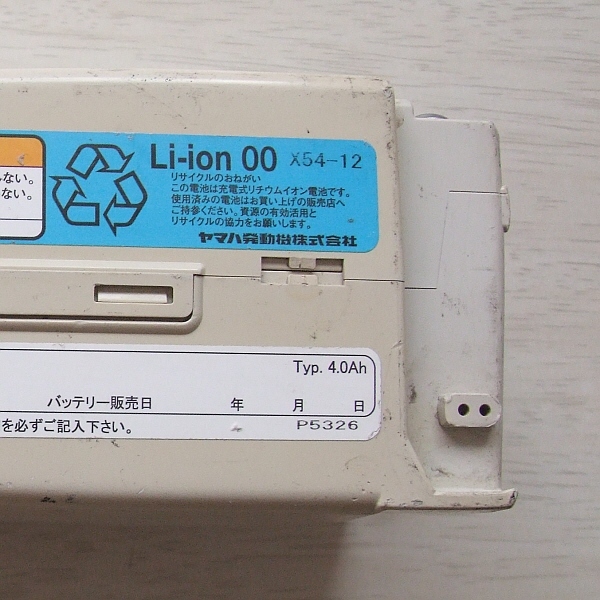 ない。
ない。
Li-ion 00 X54-12
リサイクルのおねがい
この電池は充電式リチウムイオン電池です。
使用済みの電池はお買い上げの販売店へ
ご持参ください。資源の有効活用と
リサイクルの協力をお願いします。
ヤマハ発動機株式会社
Typ. 4.0Ah
バッテリー販売日 年 月 日
を必ずご記入下さい。 P5326